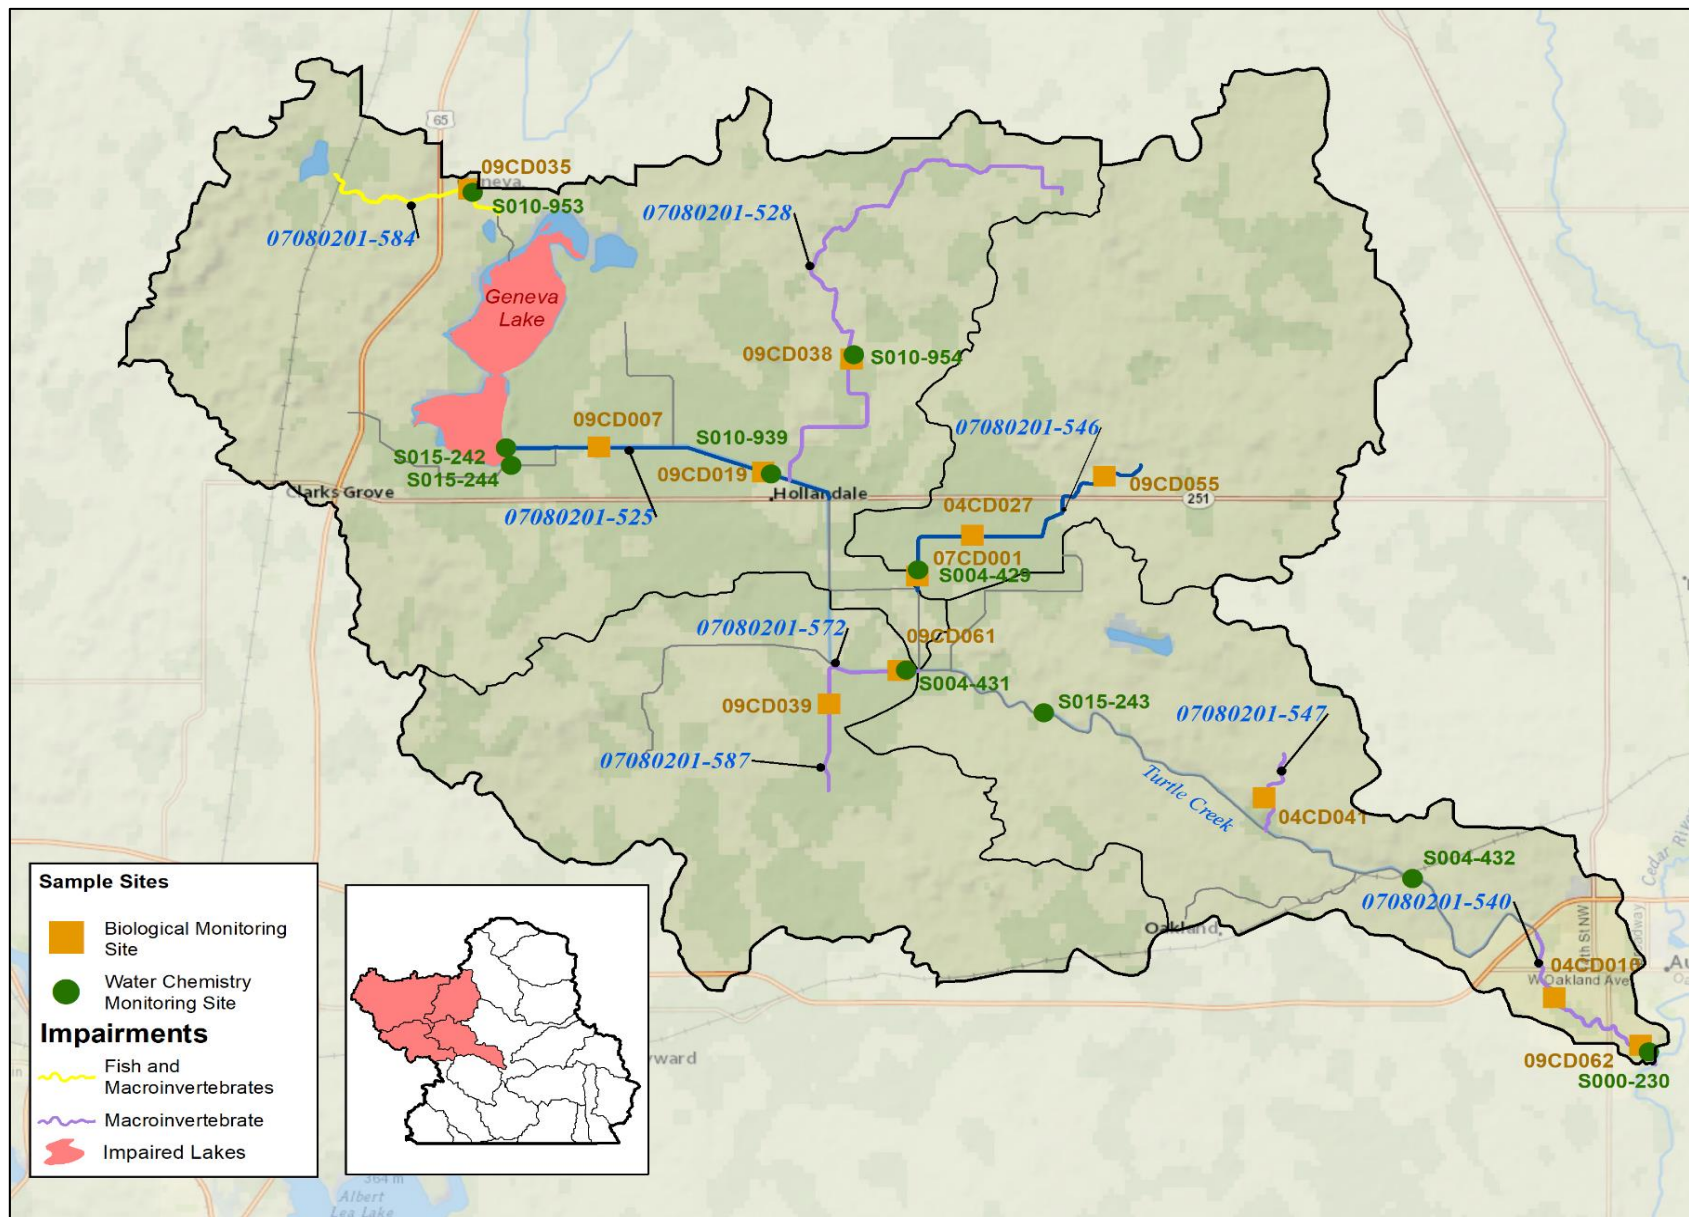 65
09CD035
Geneva
S010-953
07080201-584
07080201-528
Geneva
Lake
09CD038
S010-954
09CD007
S010-939
07080201-546
S015-242
09CD019
S015-244
09CD055
Clarks Grove
Hollandale
251
04CD027
07080201-525
07CD001
S004-429
07080201-572
09CD061
S004-431
S015-243
09CD039
07080201-547
07080201-587
Turtle Creek
04CD041
S004-432
Cedar River
07080201-540
Oakland
04CD010
W Oakland Ave
09CD062
S000-230
Sample Sites
Biological Monitoring
Site
Water Chemistry
Monitoring Site
Impairments
Fish and
Macroinvertebrates
Macroinvertebrate
Impaired Lakes
364 m
Albert
Lea Lake